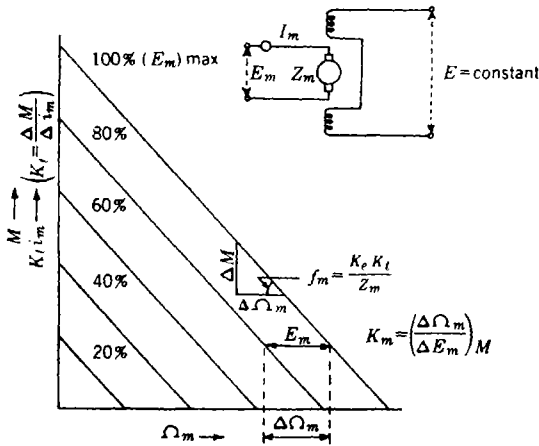 100% (E_m) max
80%
60%
40%
20%
M →
K_t i_m → (K_t = ΔM / Δi_m)
I_m
E_m
Z_m
E = constant
ΔM
ΔΩ_m
f_m = K_e K_t / Z_m
E_m
K_m = (ΔΩ_m / ΔE_m)_M
Ω_m →
ΔΩ_m